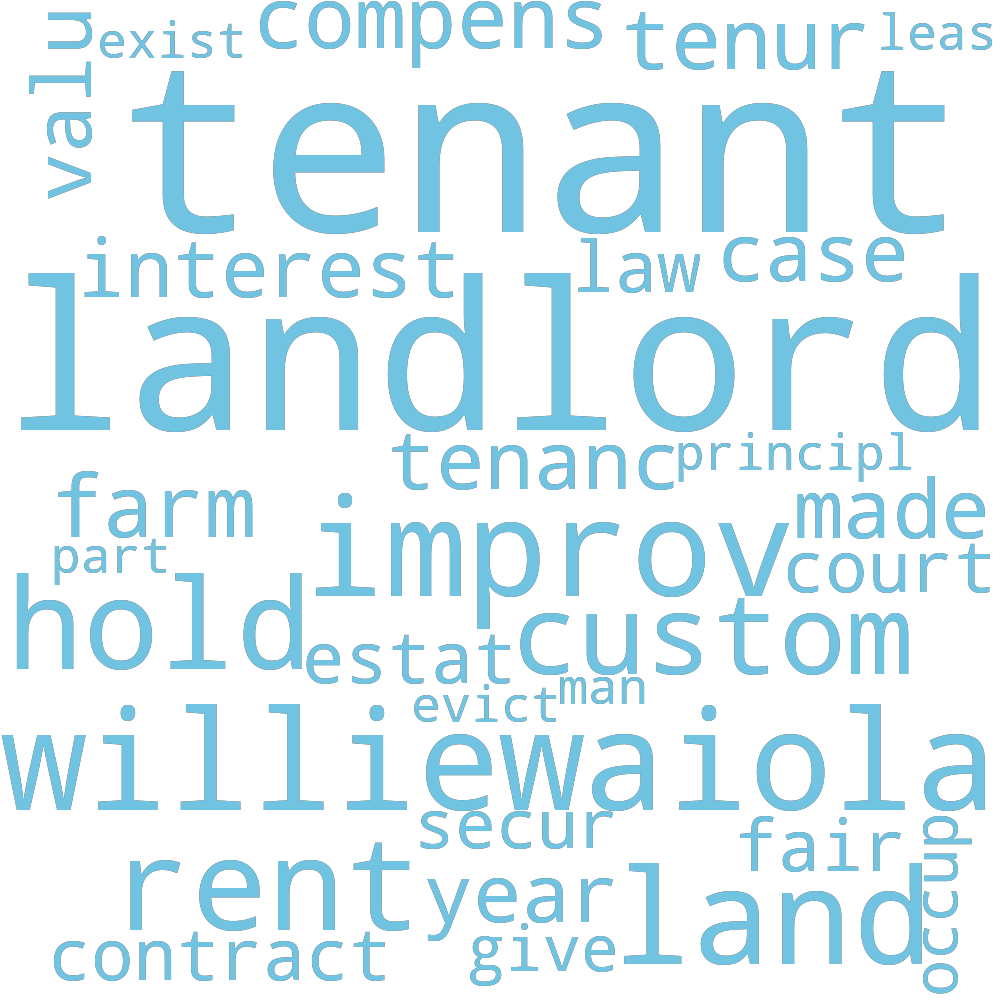 compens
exist
tenur
leas
valu
tenant
interest
law
case
landlord
tenanc
principl
farm
improv
made
part
court
hold
custom
estat
man
evict
williewaiola
secur
fair
occup
rent
year
land
contract
give